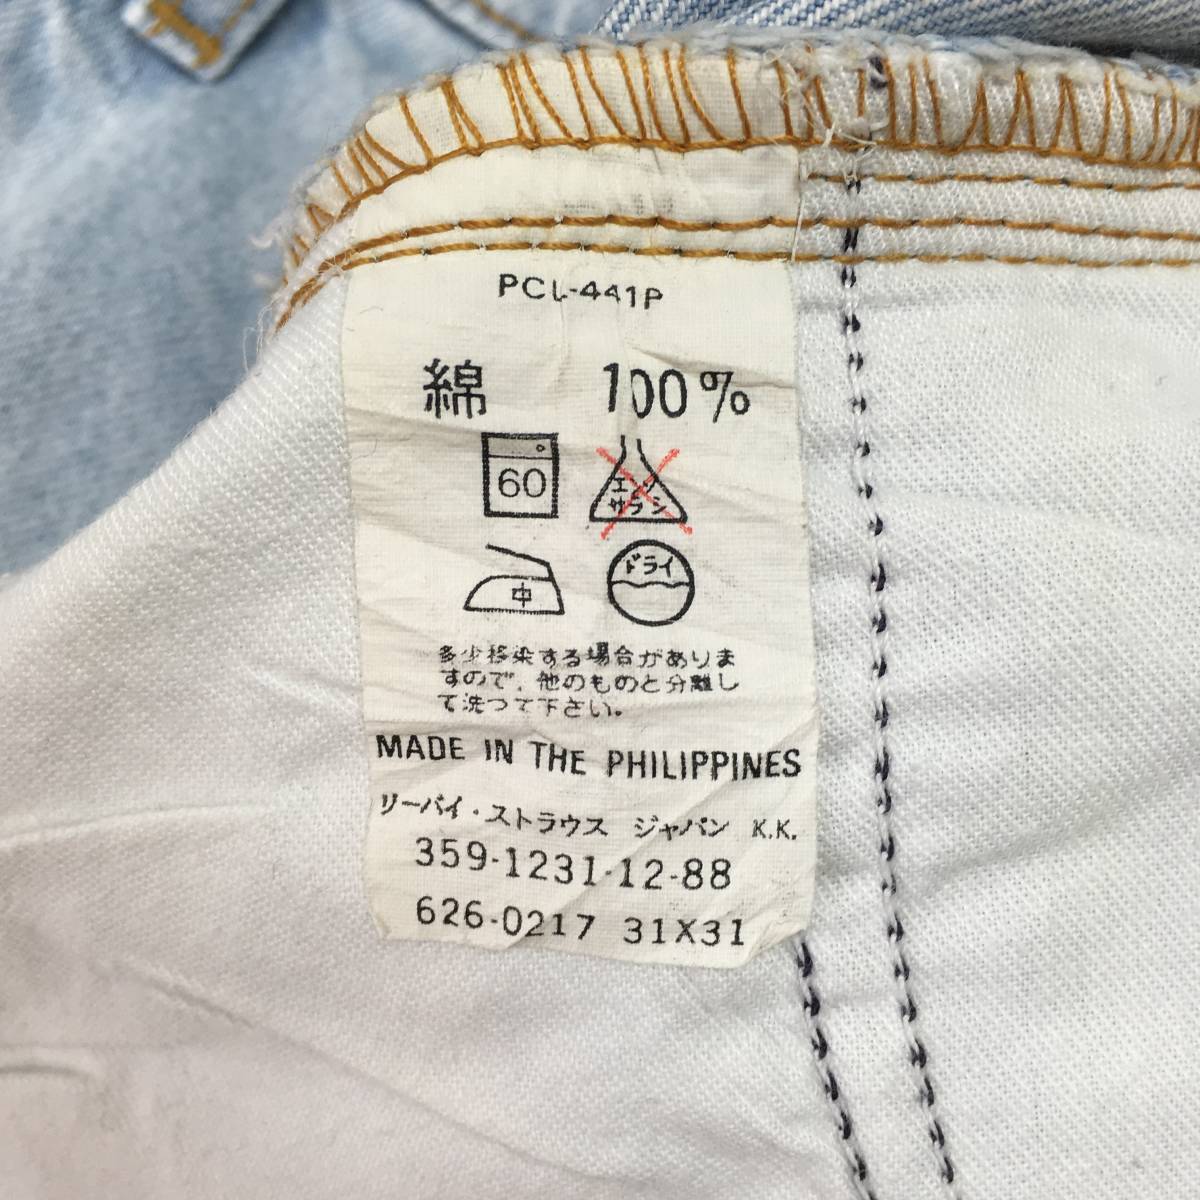 PCL-441P
綿 100%
60
エンソ
サラシ
中
ドライ
多少移染する場合がありま
すので、他のものと分離し
て洗つて下さい。
MADE IN THE PHILIPPINES
リーバイ・ストラウス ジャパン K.K.
359-1231-12-88
626-0217 31X31